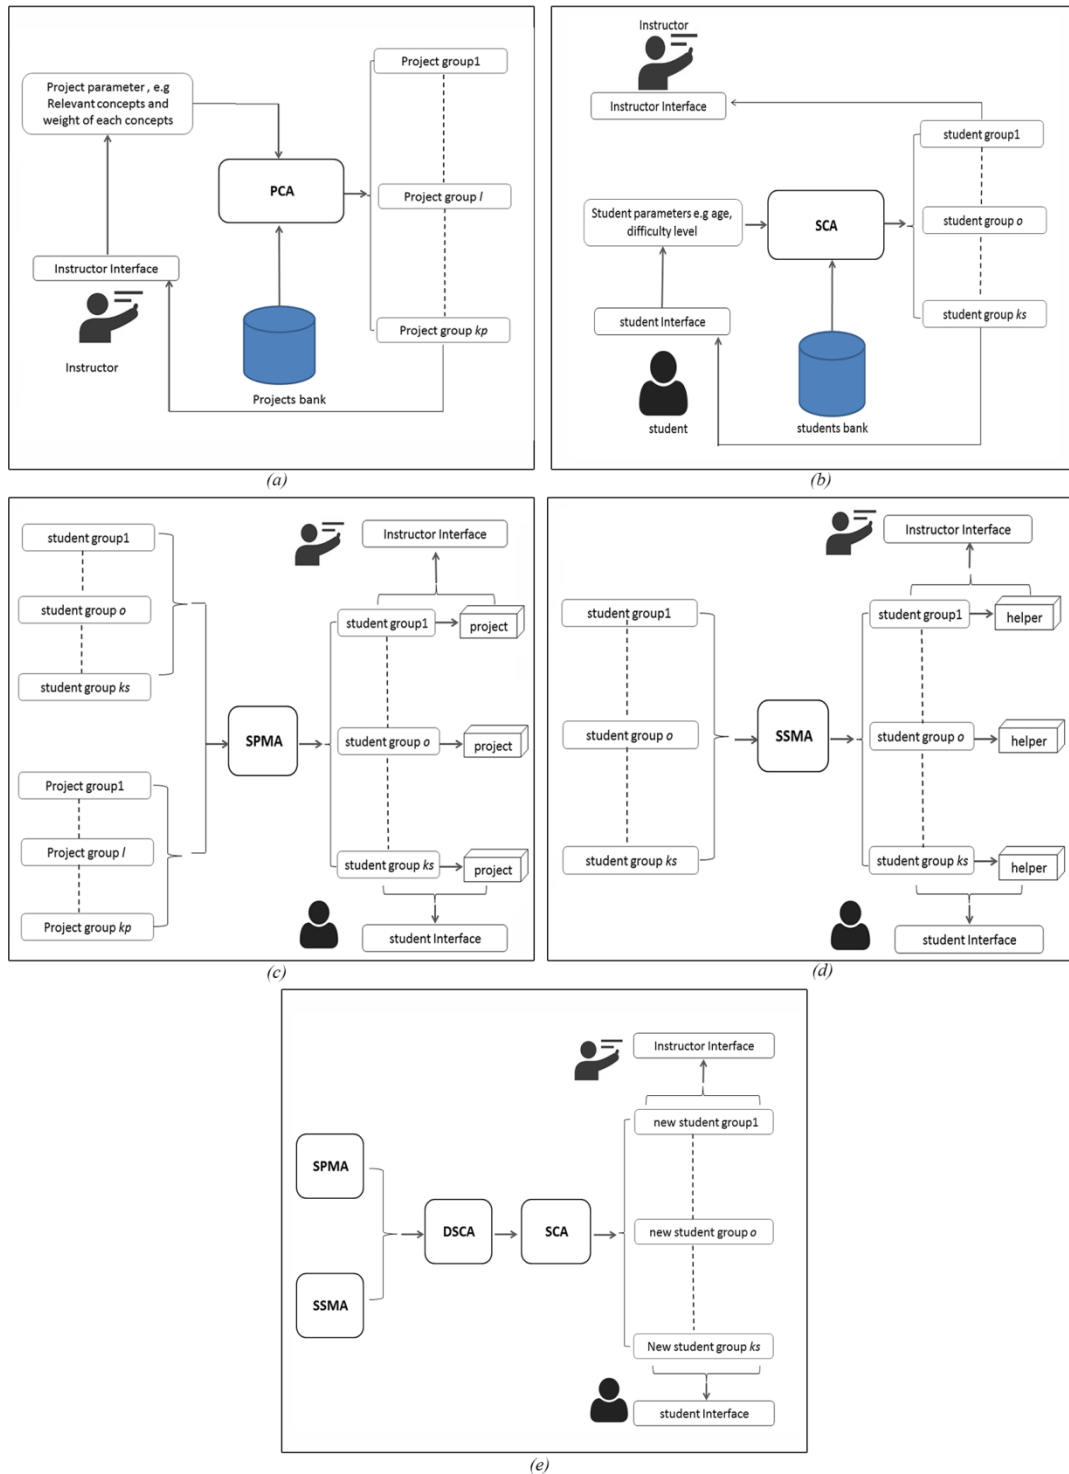 Project group1
Project parameter , e.g
Relevant concepts and
weight of each concepts
PCA
Project group l
Instructor Interface
Project group kp
Instructor
Projects bank
(a)
Instructor
Instructor Interface
student group1
Student parameters e.g age,
difficulty level
SCA
student group o
student Interface
student group ks
student
students bank
(b)
student group1
student group o
student group ks
Project group1
Project group l
Project group kp
SPMA
Instructor Interface
student group1
project
student group o
project
student group ks
project
student Interface
(c)
student group1
student group o
student group ks
SSMA
Instructor Interface
student group1
helper
student group o
helper
student group ks
helper
student Interface
(d)
SPMA
SSMA
DSCA
SCA
Instructor Interface
new student group1
new student group o
New student group ks
student Interface
(e)